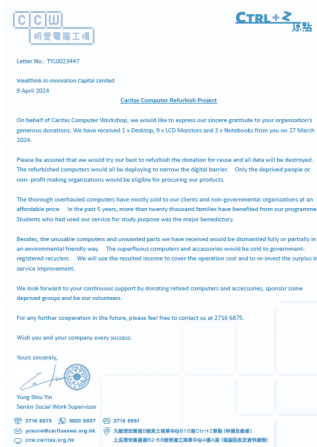 CCW
明愛電腦工場
CTRL+Z
Letter No.: TYL0023447
Wealthink AI-Innovation Capital Limited
9 April 2024
Caritas Computer Refurbish Project
On behalf of Caritas Computer Workshop, we would like to express our sincere gratitude to your organization's
generous donations. We have received 1 x Desktop, 9 x LCD Monitors and 3 x Notebooks from you on 27 March
2024.
Please be assured that we would try our best to refurbish the donation for reuse and all data will be destroyed.
The refurbished computers would all be deploying to narrow the digital barrier. Only the deprived people or
non- profit making organizations would be eligible for procuring our products.
The thorough overhauled computers have mostly sold to our clients and non-governmental organizations at an
affordable price. In the past 5 years, more than twenty thousand families have benefited from our programme
Students who had used our service for study purpose was the major benedictory.
Besides, the unusable computers and unwanted parts we have received would be dismantled fully or partially in
an environmental friendly way. The superfluous computers and accessories would be sold to government-
registered recyclers. We will use the resulted income to cover the operation cost and to re-invest the surplus in
service improvement.
We look forward to your continuous support by donating retired computers and accessories, sponsor some
deprived groups and be our volunteers.
For any further cooperation in the future, please feel free to contact us at 2716 6875.
Wish you and your company every success.
Yours sincerely,
Yung Shiu Yin
Senior Social Work Supervisor
2716 6875
ccw.caritas.org.hk